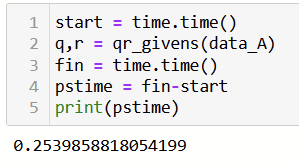 1 start = time.time()
2 q,r = qr_givens(data_A)
3 fin = time.time()
4 pstime = fin-start
5 print(pstime)
0.2539858818054199